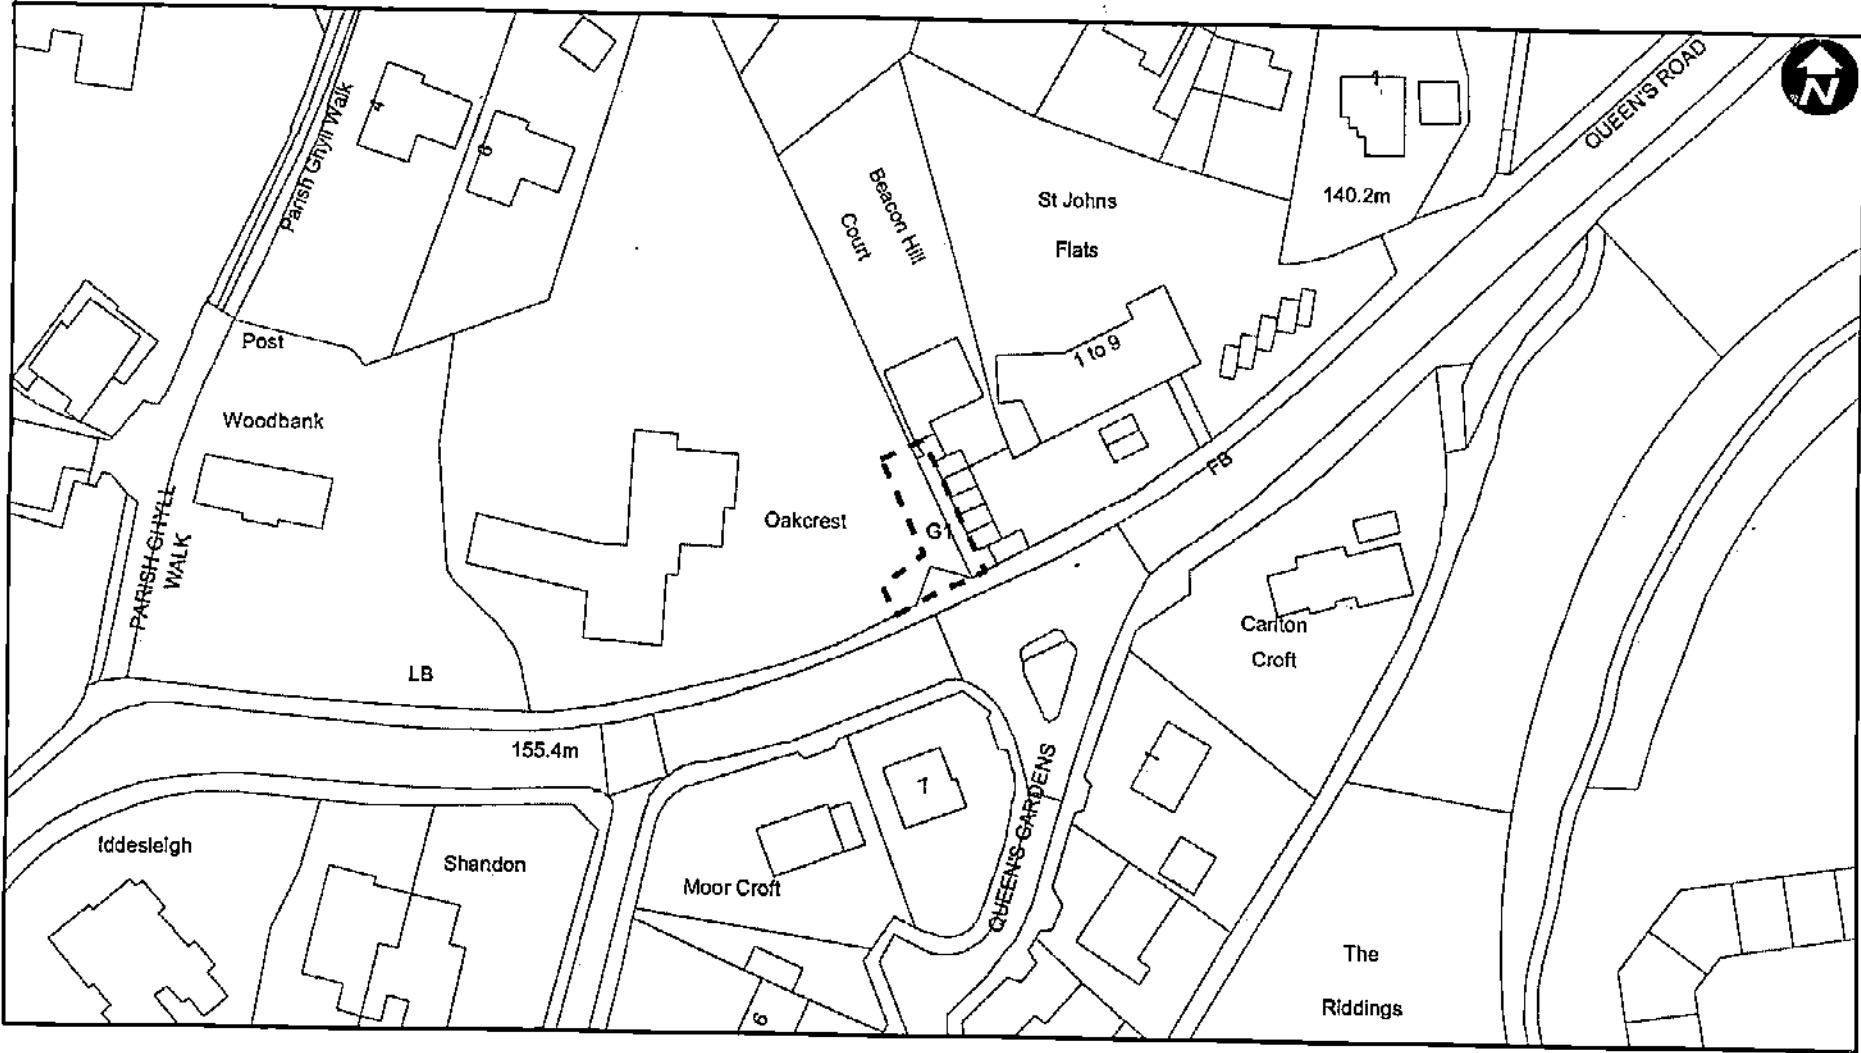 N
QUEEN'S ROAD
Parish Ghyll Walk
4
8
1
140.2m
Beacon Hill
Court
St Johns
Flats
Post
1 to 9
Woodbank
FB
PARISH GHYLL
WALK
Oakcrest
G1
Carlton
Croft
LB
155.4m
1
7
QUEEN'S GARDENS
Iddesleigh
Shandon
Moor Croft
The
Riddings
6